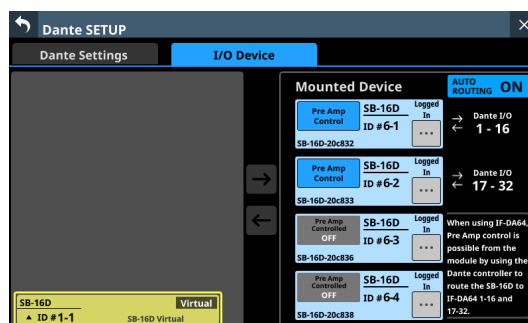 Dante SETUP
Dante Settings
I/O Device
Mounted Device
AUTO
ROUTING ON
Pre Amp
Control
SB-16D
Logged
In
ID #6-1
...
SB-16D-20c832
Dante I/O
1 - 16
Pre Amp
Control
SB-16D
Logged
In
ID #6-2
...
SB-16D-20c833
Dante I/O
17 - 32
Pre Amp
Controlled
OFF
SB-16D
Logged
In
ID #6-3
...
SB-16D-20c836
Pre Amp
Controlled
OFF
SB-16D
Logged
In
ID #6-4
...
SB-16D-20c838
When using IF-DA64,
Pre Amp control is
possible from the
module by using the
Dante controller to
route the SB-16D to
IF-DA64 1-16 and
17-32.
SB-16D
Virtual
ID #1-1
SB-16D Virtual